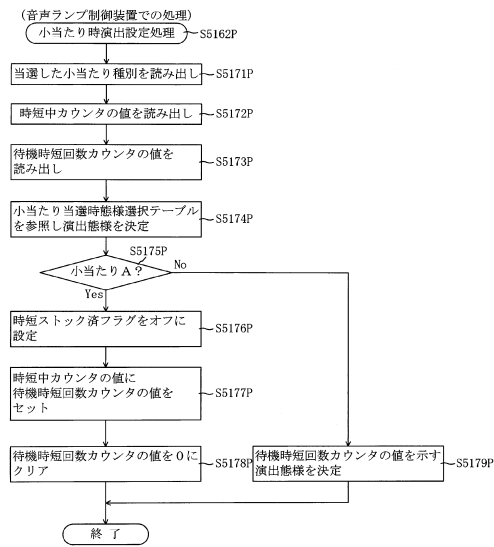 (音声ランプ制御装置での処理)
小当たり時演出設定処理
S5162P
当選した小当たり種別を読み出し
S5171P
時短中カウンタの値を読み出し
S5172P
待機時短回数カウンタの値を
読み出し
S5173P
小当たり当選時態様選択テーブル
を参照し演出態様を決定
S5174P
S5175P
小当たりA?
No
Yes
時短ストック済フラグをオフに
設定
S5176P
時短中カウンタの値に
待機時短回数カウンタの値を
セット
S5177P
待機時短回数カウンタの値を0に
クリア
S5178P
待機時短回数カウンタの値を示す
演出態様を決定
S5179P
終了